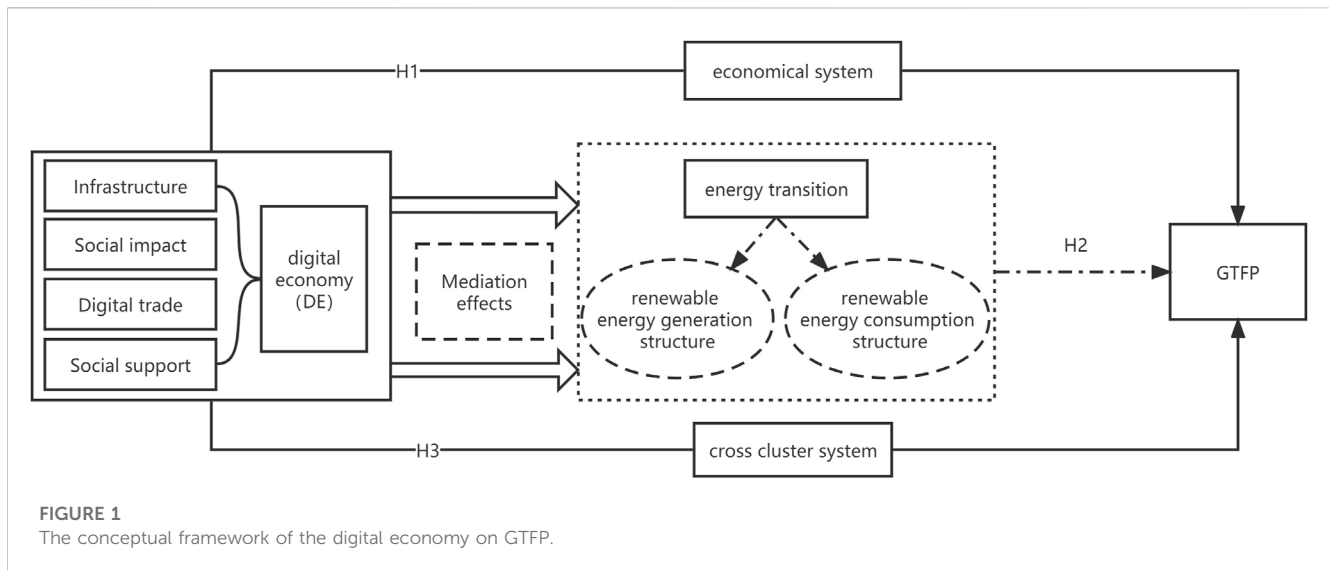 H1
economical system
Infrastructure
Social impact
Digital trade
Social support
digital
economy
(DE)
Mediation
effects
energy transition
renewable
energy generation
structure
renewable
energy consumption
structure
H2
GTFP
H3
cross cluster system
FIGURE 1
The conceptual framework of the digital economy on GTFP.